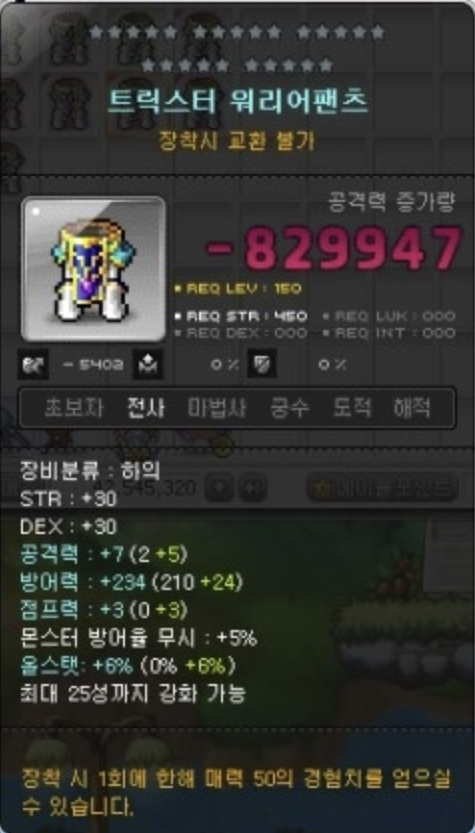 트릭스터 워리어팬츠
장착시 교환 불가
공격력 증가량
-829947
REQ LEV : 150
REQ STR : 450 REQ LUK : 000
REQ DEX : 000 REQ INT : 000
- 5402 0 % 0 %
초보자 전사 마법사 궁수 도적 해적
장비분류 : 하의
STR : +30
DEX : +30
공격력 : +7 (2 +5)
방어력 : +234 (210 +24)
점프력 : +3 (0 +3)
몬스터 방어율 무시 : +5%
올스탯: +6% (0% +6%)
최대 25성까지 강화 가능
장착 시 1회에 한해 매력 50의 경험치를 얻으실
수 있습니다.